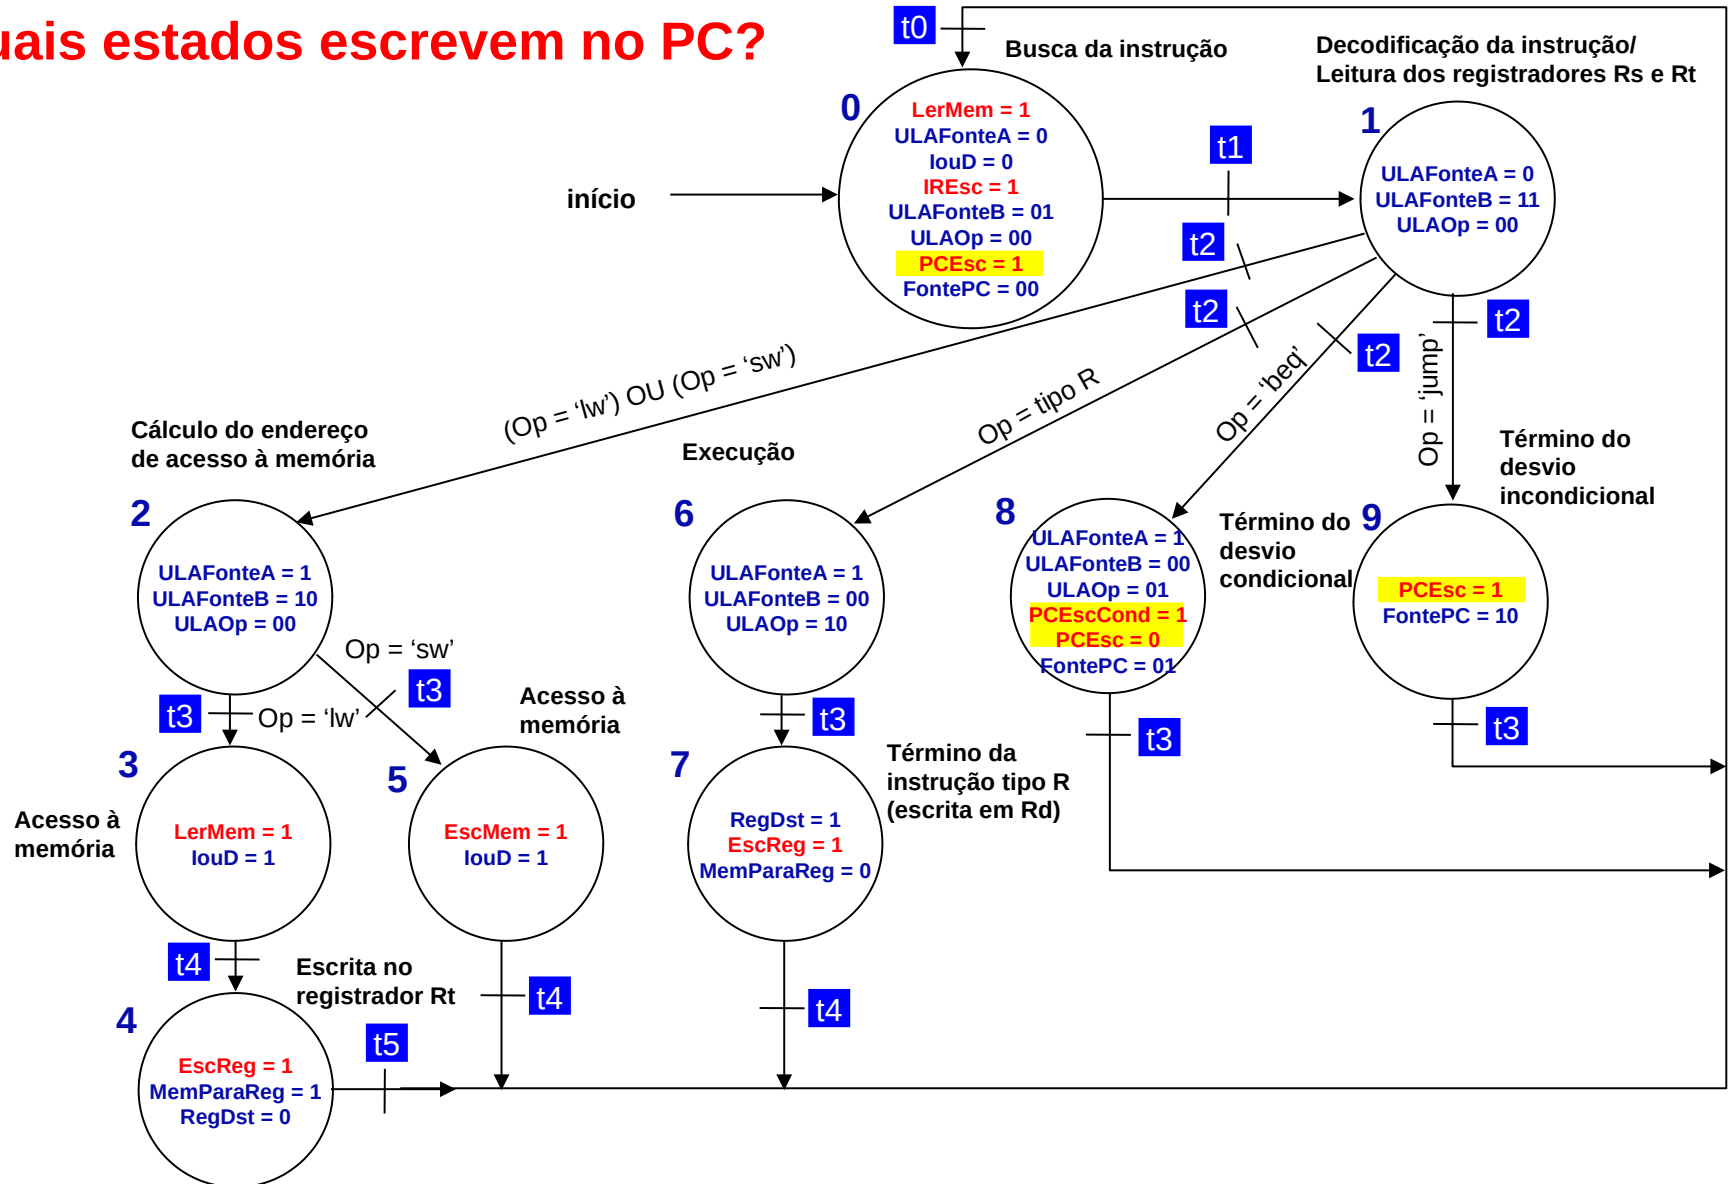 uais estados escrevem no PC?
t0
Busca da instrução
Decodificação da instrução/
Leitura dos registradores Rs e Rt
0
LerMem = 1
ULAFonteA = 0
IouD = 0
IREsc = 1
ULAFonteB = 01
ULAOp = 00
PCEsc = 1
FontePC = 00
início
t1
1
ULAFonteA = 0
ULAFonteB = 11
ULAOp = 00
t2
t2
t2
t2
(Op = ‘lw’) OU (Op = ‘sw’)
Op = tipo R
Op = ‘beq’
Op = ‘jump’
Cálculo do endereço
de acesso à memória
Execução
Término do
desvio
incondicional
2
ULAFonteA = 1
ULAFonteB = 10
ULAOp = 00
6
ULAFonteA = 1
ULAFonteB = 00
ULAOp = 10
8
ULAFonteA = 1
ULAFonteB = 00
ULAOp = 01
PCEscCond = 1
PCEsc = 0
FontePC = 01
Término do
desvio
condicional
9
PCEsc = 1
FontePC = 10
Op = ‘sw’
t3
t3
Op = ‘lw’
Acesso à
memória
t3
t3
t3
3
LerMem = 1
IouD = 1
Acesso à
memória
5
EscMem = 1
IouD = 1
7
RegDst = 1
EscReg = 1
MemParaReg = 0
Término da
instrução tipo R
(escrita em Rd)
t4
Escrita no
registrador Rt
t4
t4
4
EscReg = 1
MemParaReg = 1
RegDst = 0
t5